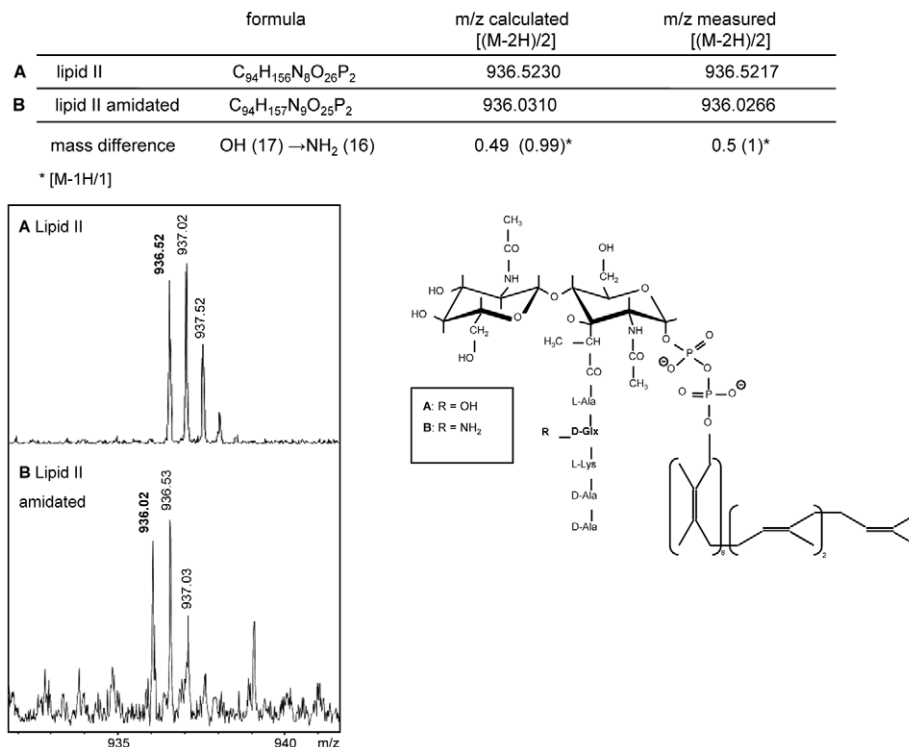 formula m/z calculated m/z measured
[(M-2H)/2] [(M-2H)/2]
A lipid II C94H156N8O26P2 936.5230 936.5217
B lipid II amidated C94H157N9O25P2 936.0310 936.0266
mass difference OH (17) →NH2 (16) 0.49 (0.99)* 0.5 (1)*
* [M-1H/1]
A Lipid II
936.52
937.02
937.52
B Lipid II
amidated
936.02
936.53
937.03
935 940 m/z
CH3
CO
NH
HO
HO
O
CH2
HO
O
OH
CH2
O
O
NH
H3C
CH
CO
CH3
O
P
O
O
⊖
O
O
P
O
⊖
O
CO
L-Ala
R D-Glx
L-Lys
D-Ala
D-Ala
A: R = OH
B: R = NH2
8
2